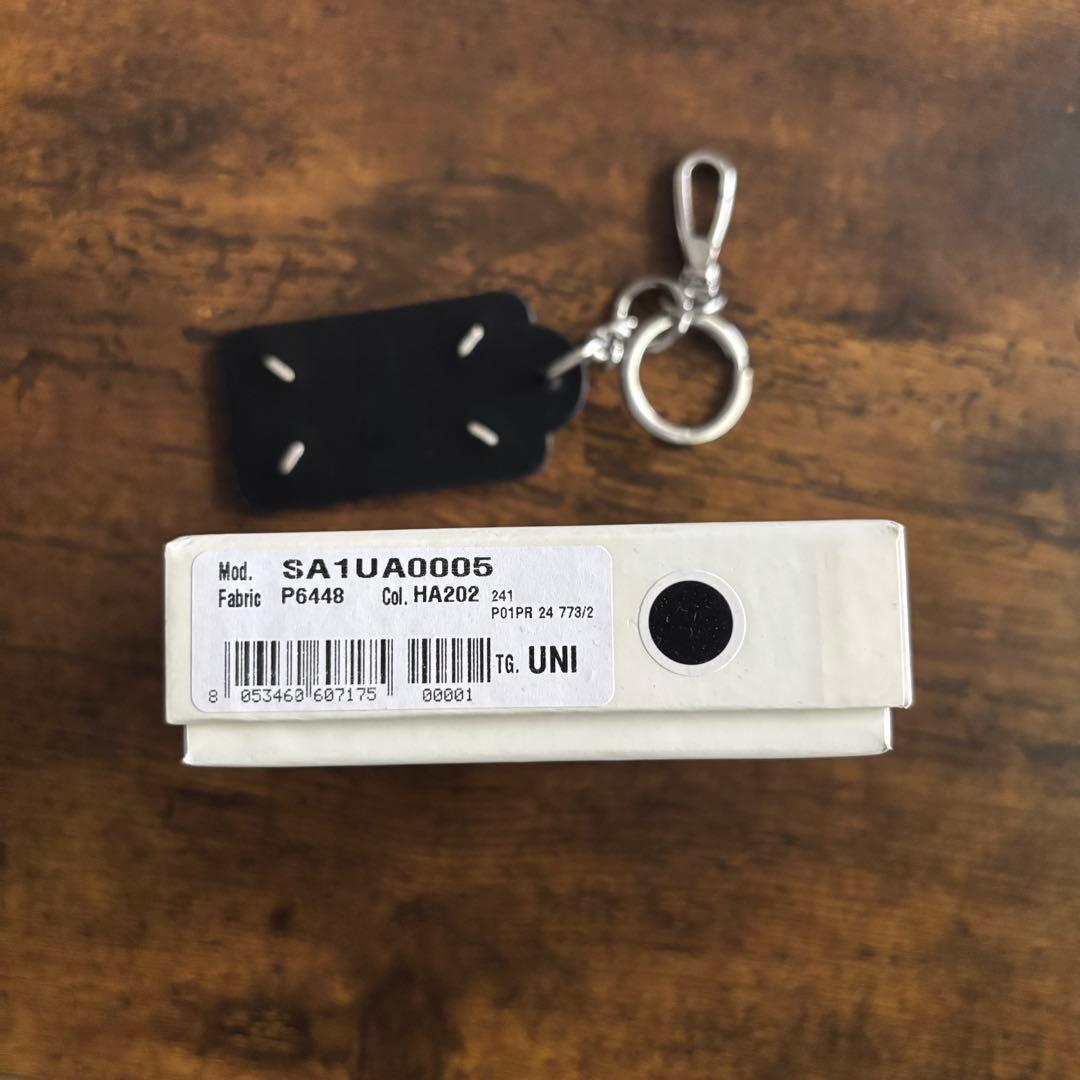 Mod. SA1UA0005
Fabric P6448 Col. HA202 241
P01PR 24 773/2
TG. UNI
8 053460 607175 00001